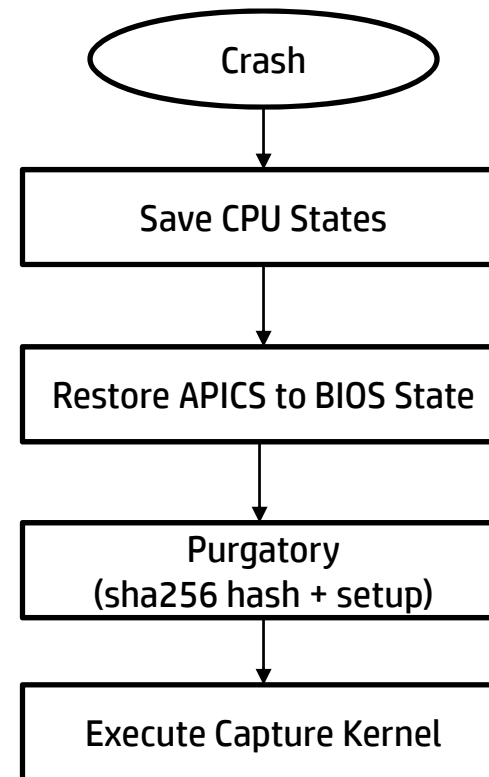 Crash
Save CPU States
Restore APICS to BIOS State
Purgatory
(sha256 hash + setup)
Execute Capture Kernel